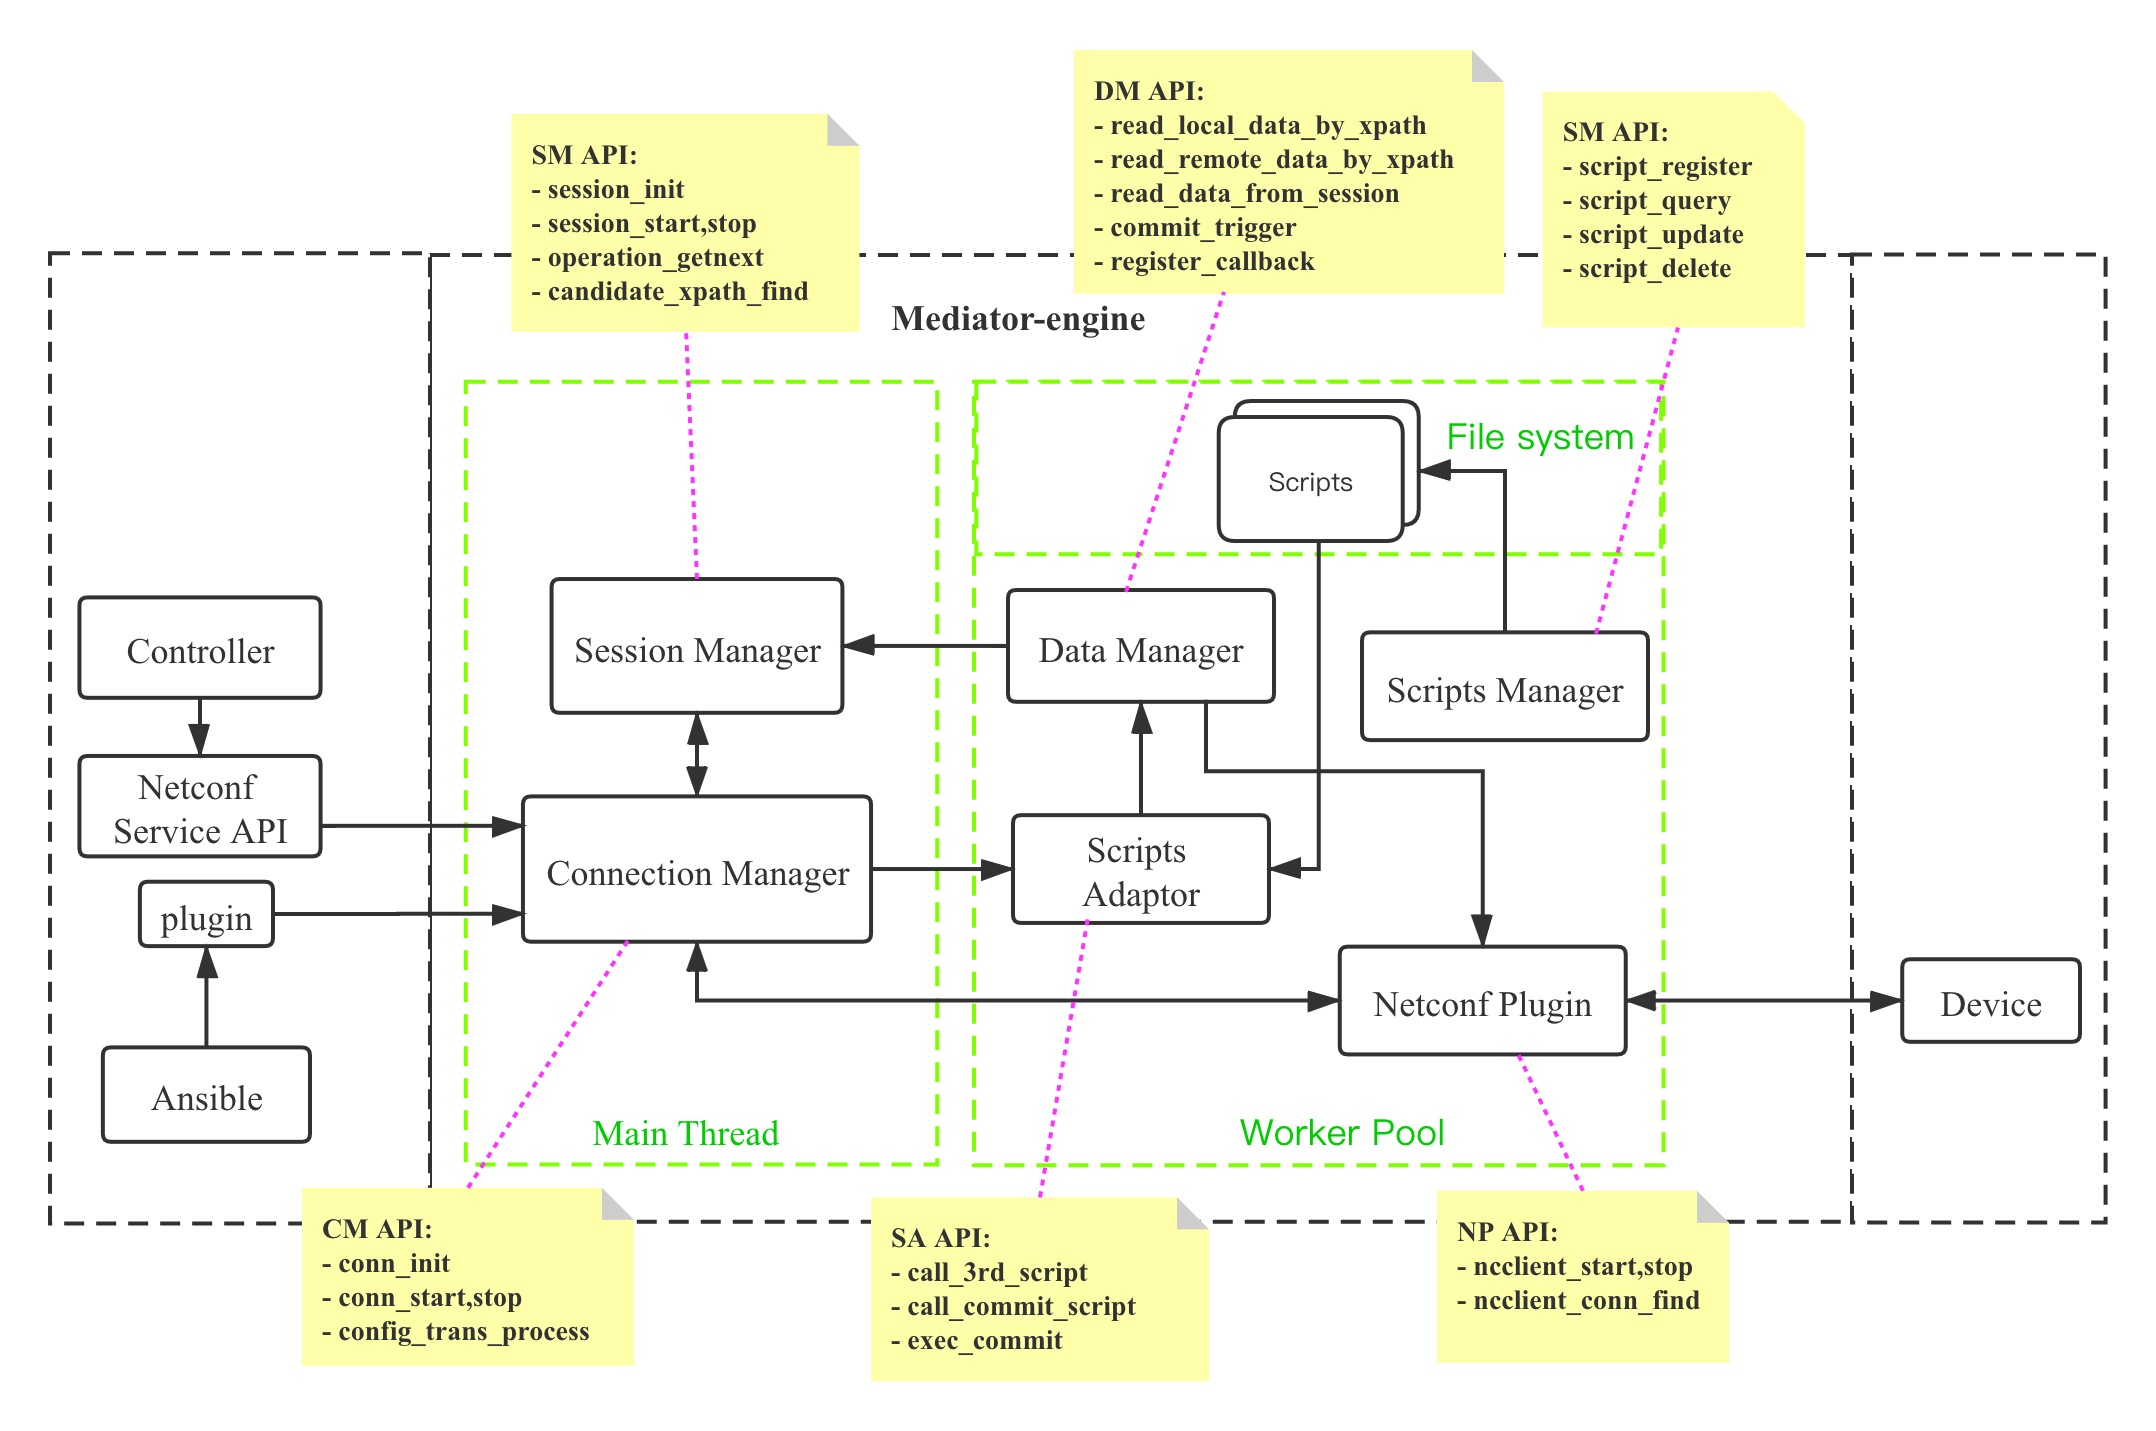 DM API:
- read_local_data_by_xpath
- read_remote_data_by_xpath
- read_data_from_session
- commit_trigger
- register_callback
SM API:
- session_init
- session_start,stop
- operation_getnext
- candidate_xpath_find
SM API:
- script_register
- script_query
- script_update
- script_delete
Mediator-engine
File system
Scripts
Controller
Session Manager
Data Manager
Scripts Manager
Netconf
Service API
Connection Manager
Scripts
Adaptor
plugin
Netconf Plugin
Device
Ansible
Main Thread
Worker Pool
CM API:
- conn_init
- conn_start,stop
- config_trans_process
SA API:
- call_3rd_script
- call_commit_script
- exec_commit
NP API:
- ncclient_start,stop
- ncclient_conn_find